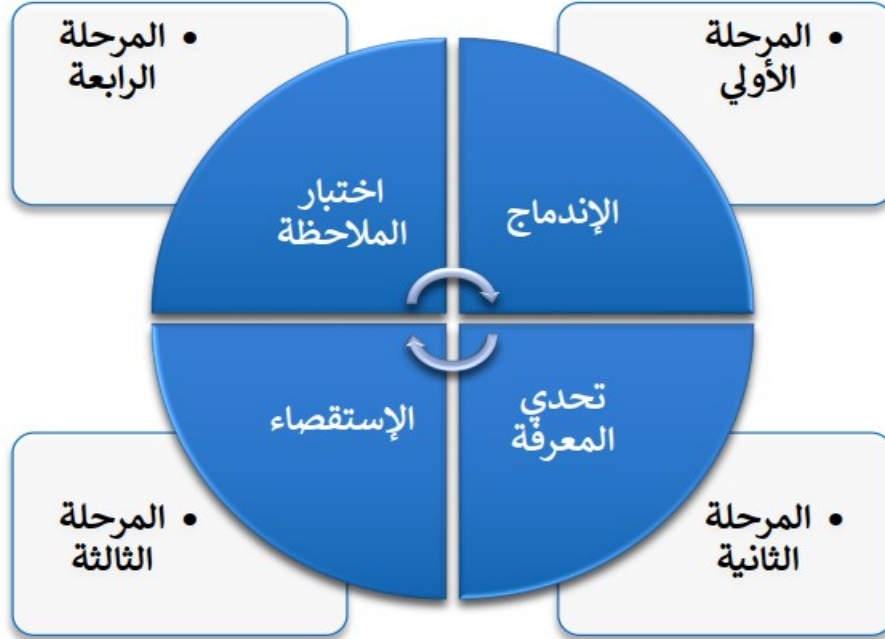 • المرحلة
الأولي
الإندماج
• المرحلة
الثانية
تحدي
المعرفة
• المرحلة
الثالثة
الإستقصاء
• المرحلة
الرابعة
اختبار
الملاحظة